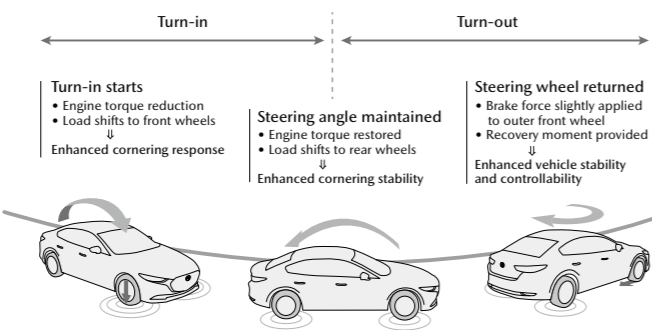 Turn-in
Turn-out
Turn-in starts
• Engine torque reduction
• Load shifts to front wheels
⇓
Enhanced cornering response
Steering angle maintained
• Engine torque restored
• Load shifts to rear wheels
⇓
Enhanced cornering stability
Steering wheel returned
• Brake force slightly applied
to outer front wheel
• Recovery moment provided
⇓
Enhanced vehicle stability
and controllability